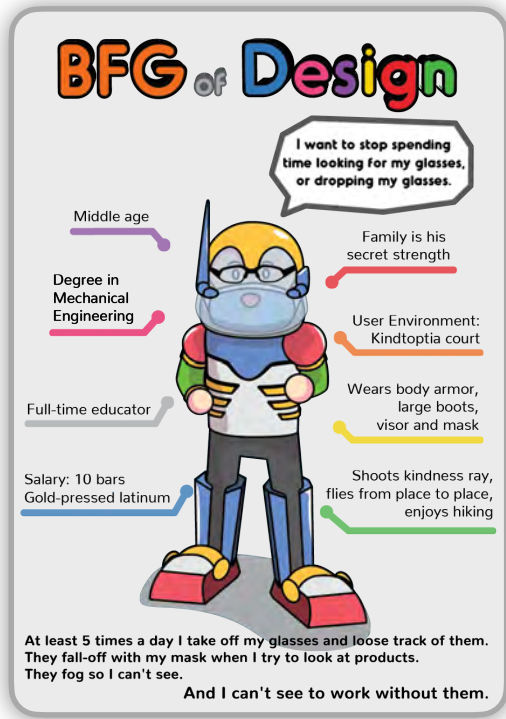 BFG of Design
I want to stop spending
time looking for my glasses,
or dropping my glasses.
Middle age
Family is his
secret strength
Degree in
Mechanical
Engineering
User Environment:
Kindtoptia court
Full-time educator
Wears body armor,
large boots,
visor and mask
Salary: 10 bars
Gold-pressed latinum
Shoots kindness ray,
flies from place to place,
enjoys hiking
At least 5 times a day I take off my glasses and loose track of them.
They fall-off with my mask when I try to look at products.
They fog so I can't see.
And I can't see to work without them.